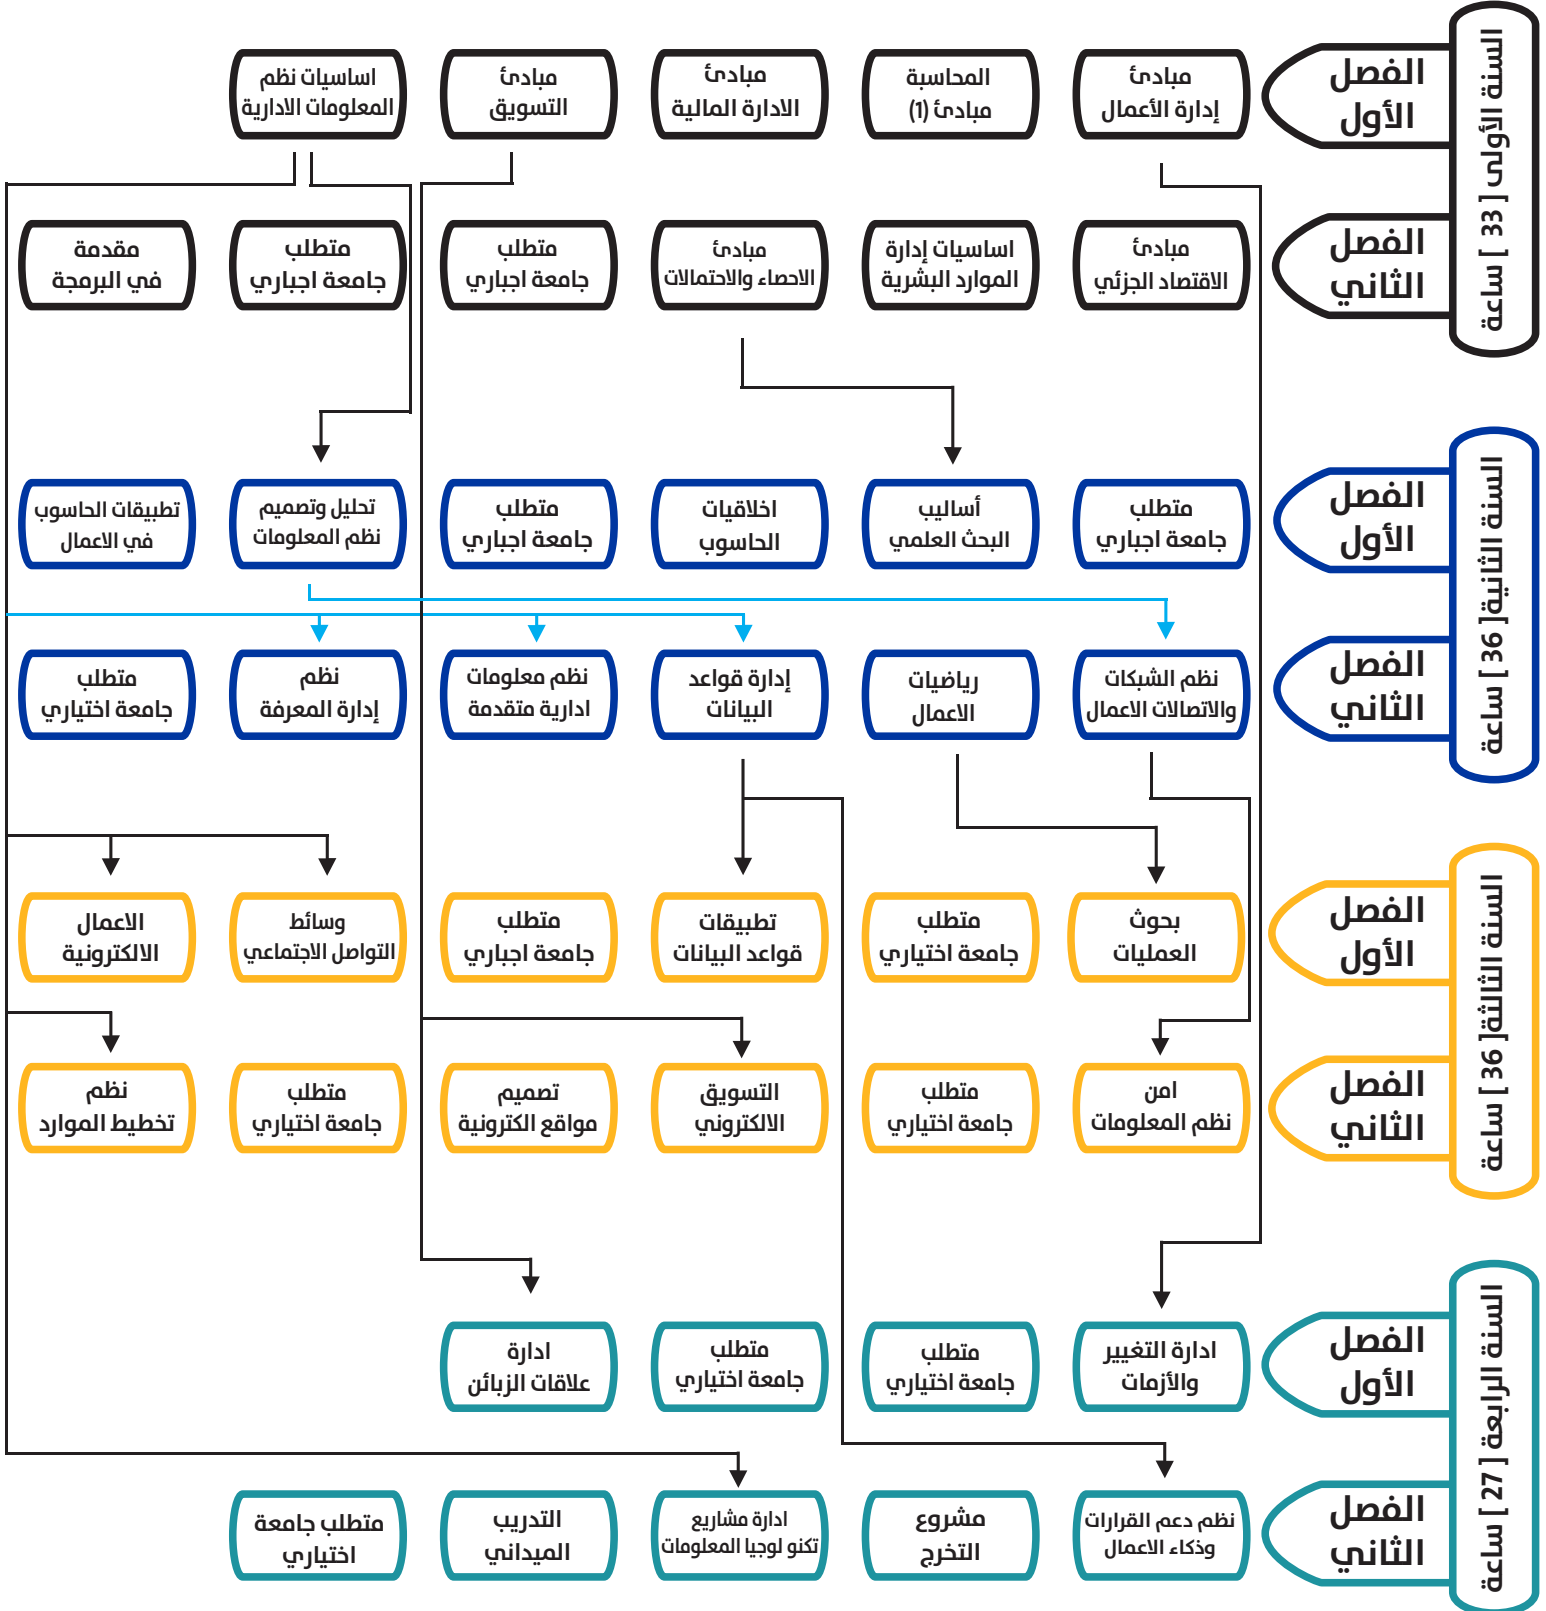 السنة الأولى [ 33 ] ساعة
الفصل
الأول
مبادئ
إدارة الأعمال
المحاسبة
مبادئ (1)
مبادئ
الادارة المالية
مبادئ
التسويق
اساسيات نظم
المعلومات الادارية
الفصل
الثاني
مبادئ
الاقتصاد الجزئي
اساسيات إدارة
الموارد البشرية
مبادئ
الاحصاء والاحتمالات
متطلب
جامعة اجباري
متطلب
جامعة اجباري
مقدمة
في البرمجة
السنة الثانية[ 36 ] ساعة
الفصل
الأول
متطلب
جامعة اجباري
أساليب
البحث العلمي
اخلاقيات
الحاسوب
متطلب
جامعة اجباري
تحليل وتصميم
نظم المعلومات
تطبيقات الحاسوب
في الاعمال
الفصل
الثاني
نظم الشبكات
والاتصالات الاعمال
رياضيات
الاعمال
إدارة قواعد
البيانات
نظم معلومات
ادارية متقدمة
نظم
إدارة المعرفة
متطلب
جامعة اختياري
السنة الثالثة[ 36 ] ساعة
الفصل
الأول
بحوث
العمليات
متطلب
جامعة اختياري
تطبيقات
قواعد البيانات
متطلب
جامعة اجباري
وسائط
التواصل الاجتماعي
الاعمال
الالكترونية
الفصل
الثاني
امن
نظم المعلومات
متطلب
جامعة اختياري
التسويق
الالكتروني
تصميم
مواقع الكترونية
متطلب
جامعة اختياري
نظم
تخطيط الموارد
السنة الرابعة [ 27 ] ساعة
الفصل
الأول
ادارة التغيير
والأزمات
متطلب
جامعة اختياري
متطلب
جامعة اختياري
ادارة
علاقات الزبائن
الفصل
الثاني
نظم دعم القرارات
وذكاء الاعمال
مشروع
التخرج
ادارة مشاريع
تكنو لوجيا المعلومات
التدريب
الميداني
متطلب جامعة
اختياري